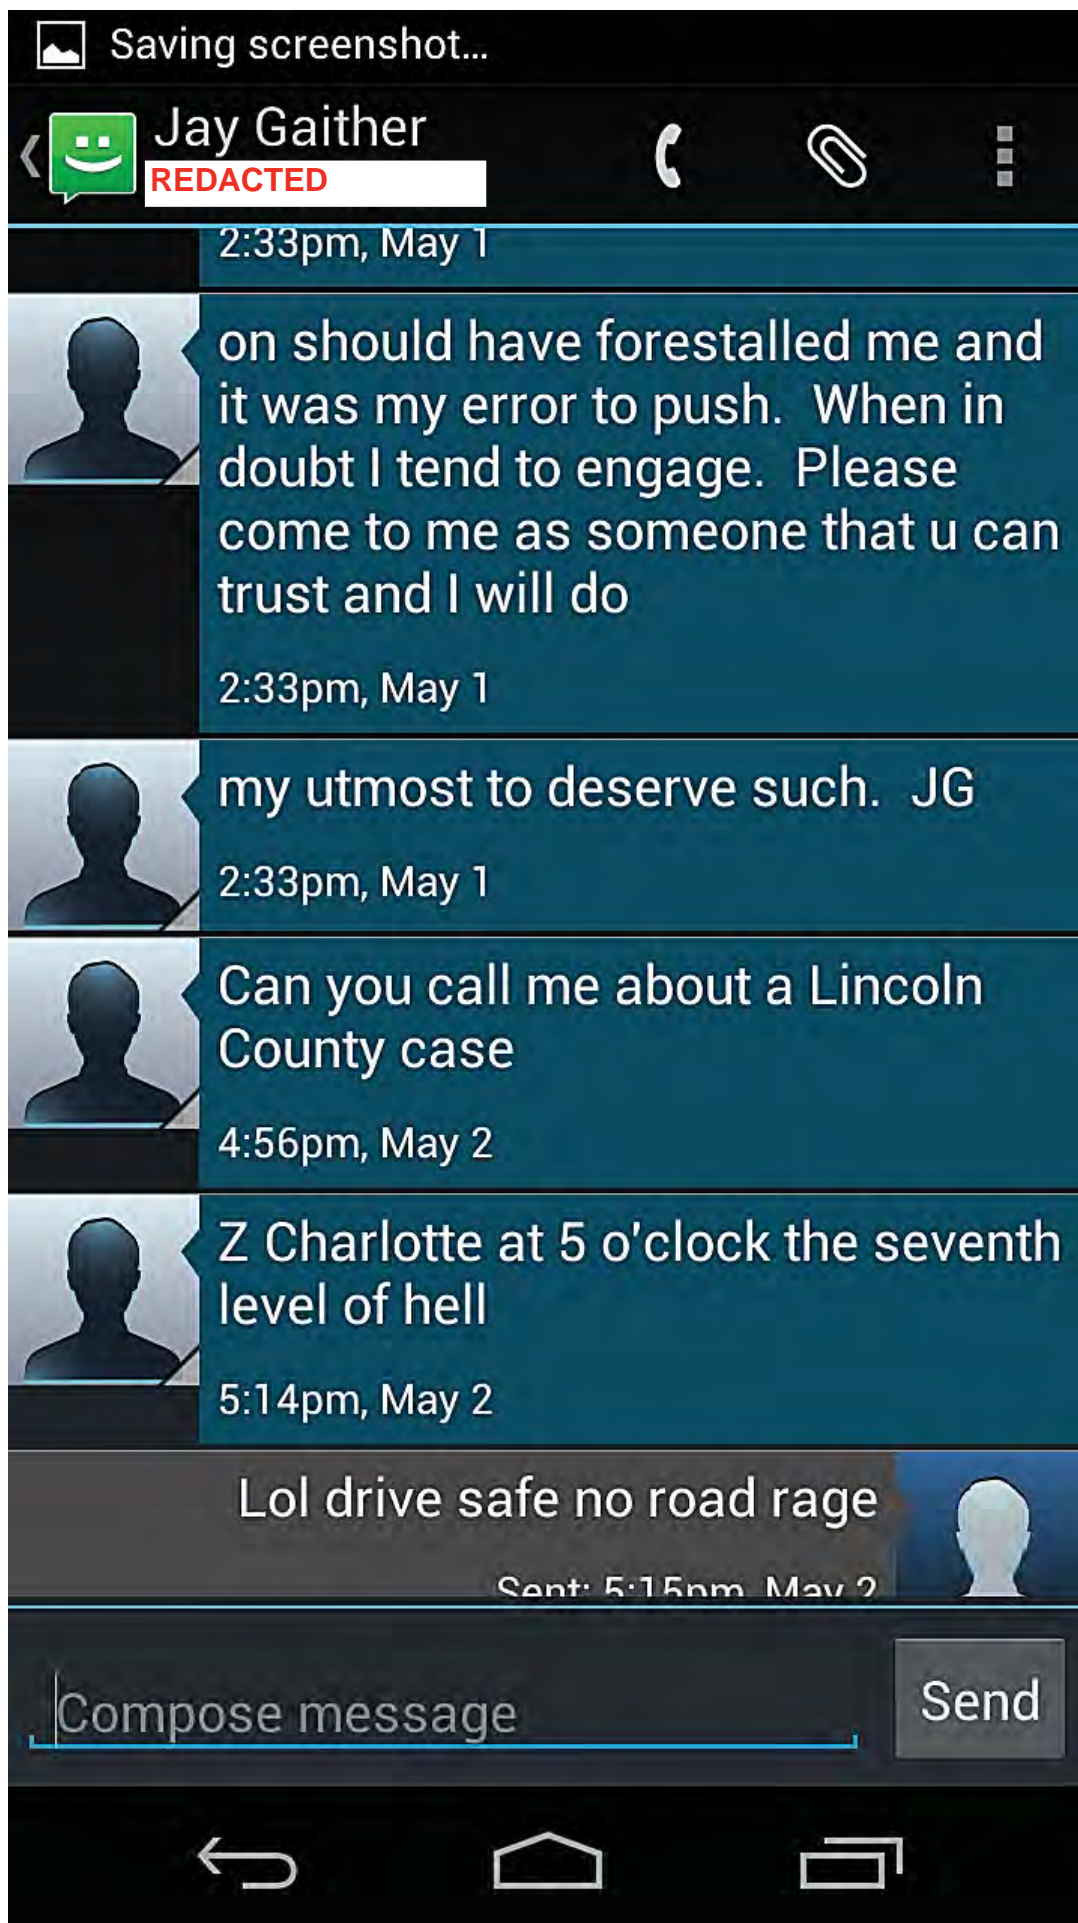 Saving screenshot...
Jay Gaither
REDACTED
2:33pm, May 1
on should have forestalled me and
it was my error to push.  When in
doubt I tend to engage.  Please
come to me as someone that u can
trust and I will do
2:33pm, May 1
my utmost to deserve such.  JG
2:33pm, May 1
Can you call me about a Lincoln
County case
4:56pm, May 2
Z Charlotte at 5 o'clock the seventh
level of hell
5:14pm, May 2
Lol drive safe no road rage
Sent: 5:15pm, May 2
Compose message
Send